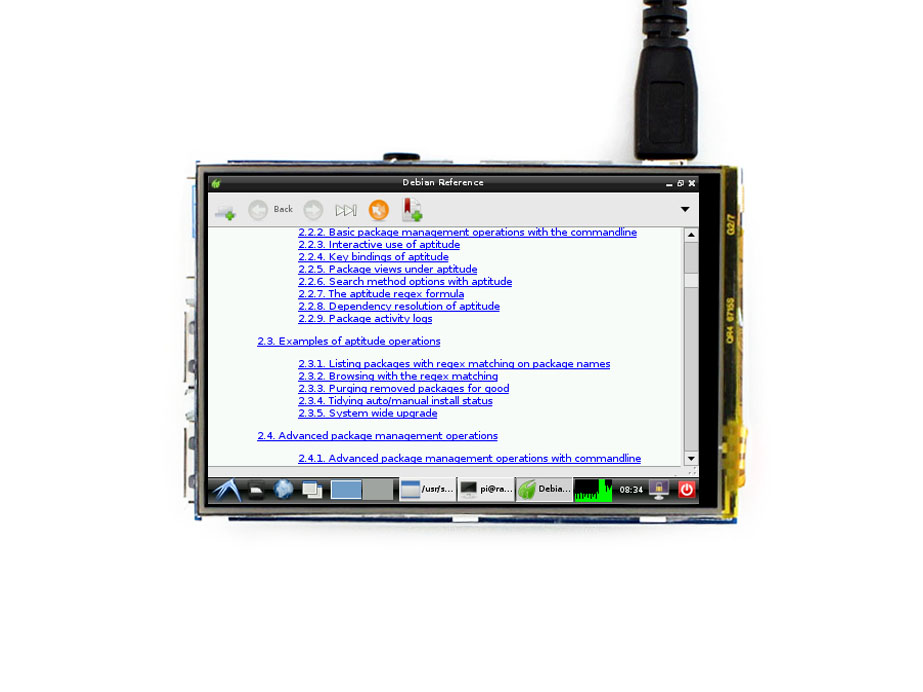 Debian Reference
Back
2.2.2. Basic package management operations with the commandline
2.2.3. Interactive use of aptitude
2.2.4. Key bindings of aptitude
2.2.5. Package views under aptitude
2.2.6. Search method options with aptitude
2.2.7. The aptitude regex formula
2.2.8. Dependency resolution of aptitude
2.2.9. Package activity logs
2.3. Examples of aptitude operations
2.3.1. Listing packages with regex matching on package names
2.3.2. Browsing with the regex matching
2.3.3. Purging removed packages for good
2.3.4. Tidying auto/manual install status
2.3.5. System wide upgrade
2.4. Advanced package management operations
2.4.1. Advanced package management operations with commandline
/usr/s... pi@ra... Debia... 08:34
G2/7